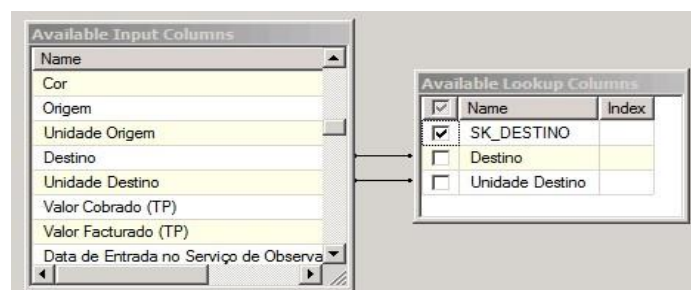 Available Input Columns
Name
Cor
Origem
Unidade Origem
Destino
Unidade Destino
Valor Cobrado (TP)
Valor Facturado (TP)
Data de Entrada no Serviço de Observa
Available Lookup Columns
Name Index
SK_DESTINO
Destino
Unidade Destino